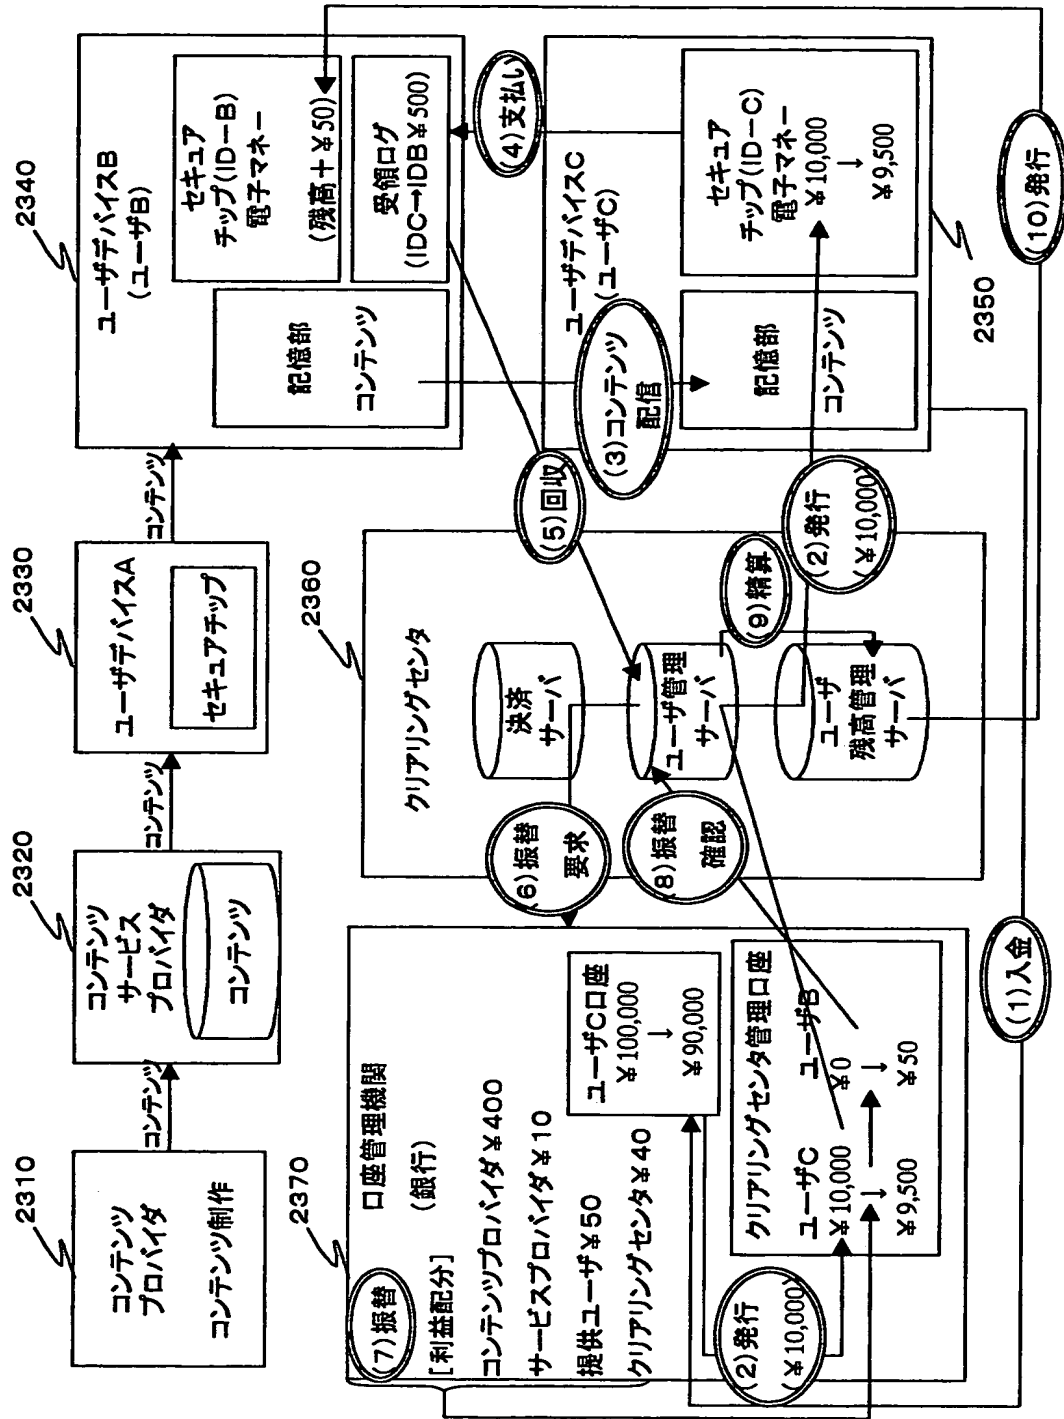 2310
コンテンツ
プロバイダ
コンテンツ制作
コンテンツ
2320
コンテンツ
サービス
プロバイダ
コンテンツ
コンテンツ
2330
ユーザデバイスA
セキュアチップ
コンテンツ
2340
ユーザデバイスB
(ユーザB)
記憶部
コンテンツ
セキュア
チップ(ID−B)
電子マネー
(残高+¥50)
受領ログ
(IDC→IDB¥500)
(3)コンテンツ
配信
(4)支払い
ユーザデバイスC
(ユーザC)
記憶部
コンテンツ
セキュア
チップ(ID−C)
電子マネー
¥10,000
↓
¥9,500
2350
2360
クリアリングセンタ
決済
サーバ
ユーザ管理
サーバ
ユーザ
残高管理
サーバ
(5)回収
(6)振替
要求
(8)振替
確認
(9)精算
(2)発行
(¥10,000)
2370
口座管理機関
(銀行)
(7)振替
[利益配分]
コンテンツプロバイダ¥400
サービスプロバイダ¥10
提供ユーザ¥50
クリアリングセンタ¥40
ユーザC口座
¥100,000
↓
¥90,000
(2)発行
(¥10,000)
クリアリングセンタ管理口座
ユーザC
¥10,000
↓
¥9,500
ユーザB
¥0
↓
¥50
(1)入金
(10)発行